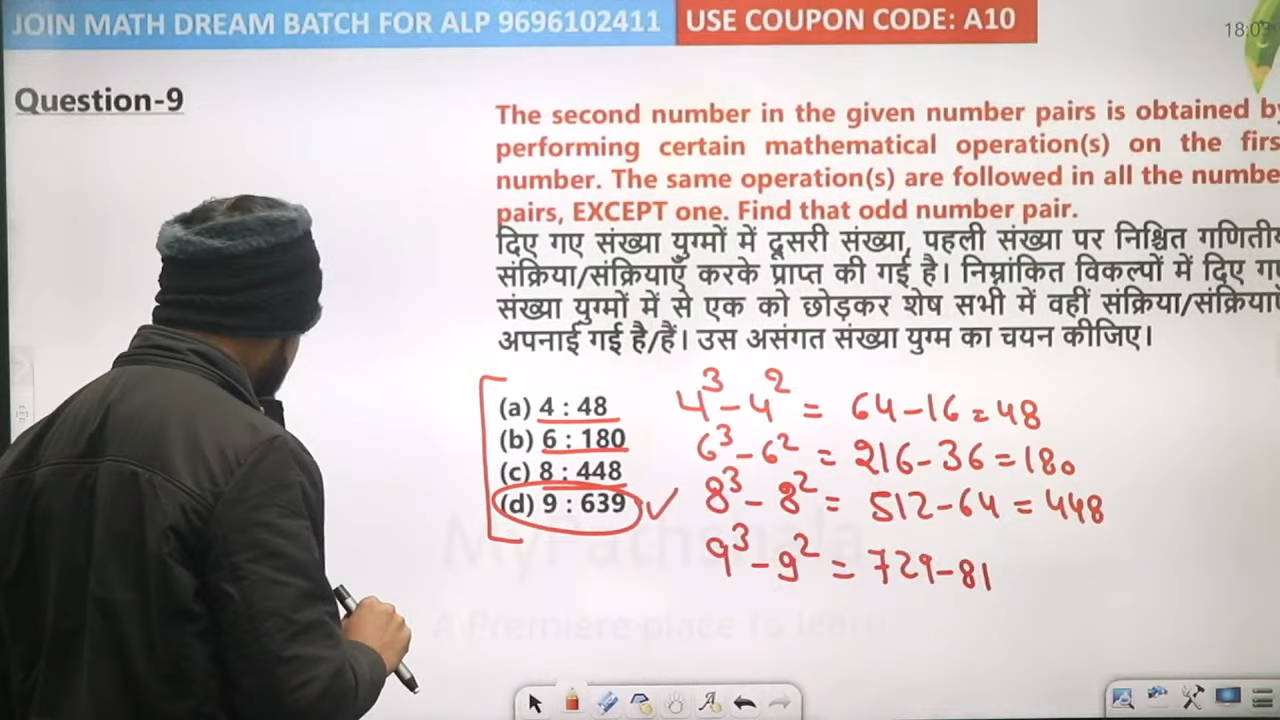 JOIN MATH DREAM BATCH FOR ALP 9696102411 USE COUPON CODE: A10
18:03
Question-9
The second number in the given number pairs is obtained by
performing certain mathematical operation(s) on the firs
number. The same operation(s) are followed in all the numbe
pairs, EXCEPT one. Find that odd number pair.
दिए गए संख्या युग्मों में दूसरी संख्या, पहली संख्या पर निश्चित गणितीय
संक्रिया/संक्रियाएँ करके प्राप्त की गई है। निम्नांकित विकल्पों में दिए गए
संख्या युग्मों में से एक को छोड़कर शेष सभी में वहीं संक्रिया/संक्रियाएं
अपनाई गई है/हैं। उस असंगत संख्या युग्म का चयन कीजिए।
(a) 4 : 48 4³ - 4² = 64 - 16 = 48
(b) 6 : 180 6³ - 6² = 216 - 36 = 180
(c) 8 : 448 8³ - 8² = 512 - 64 = 448
(d) 9 : 639 ✓ 9³ - 9² = 729 - 81
MyPathshala
A Premiere place to learn